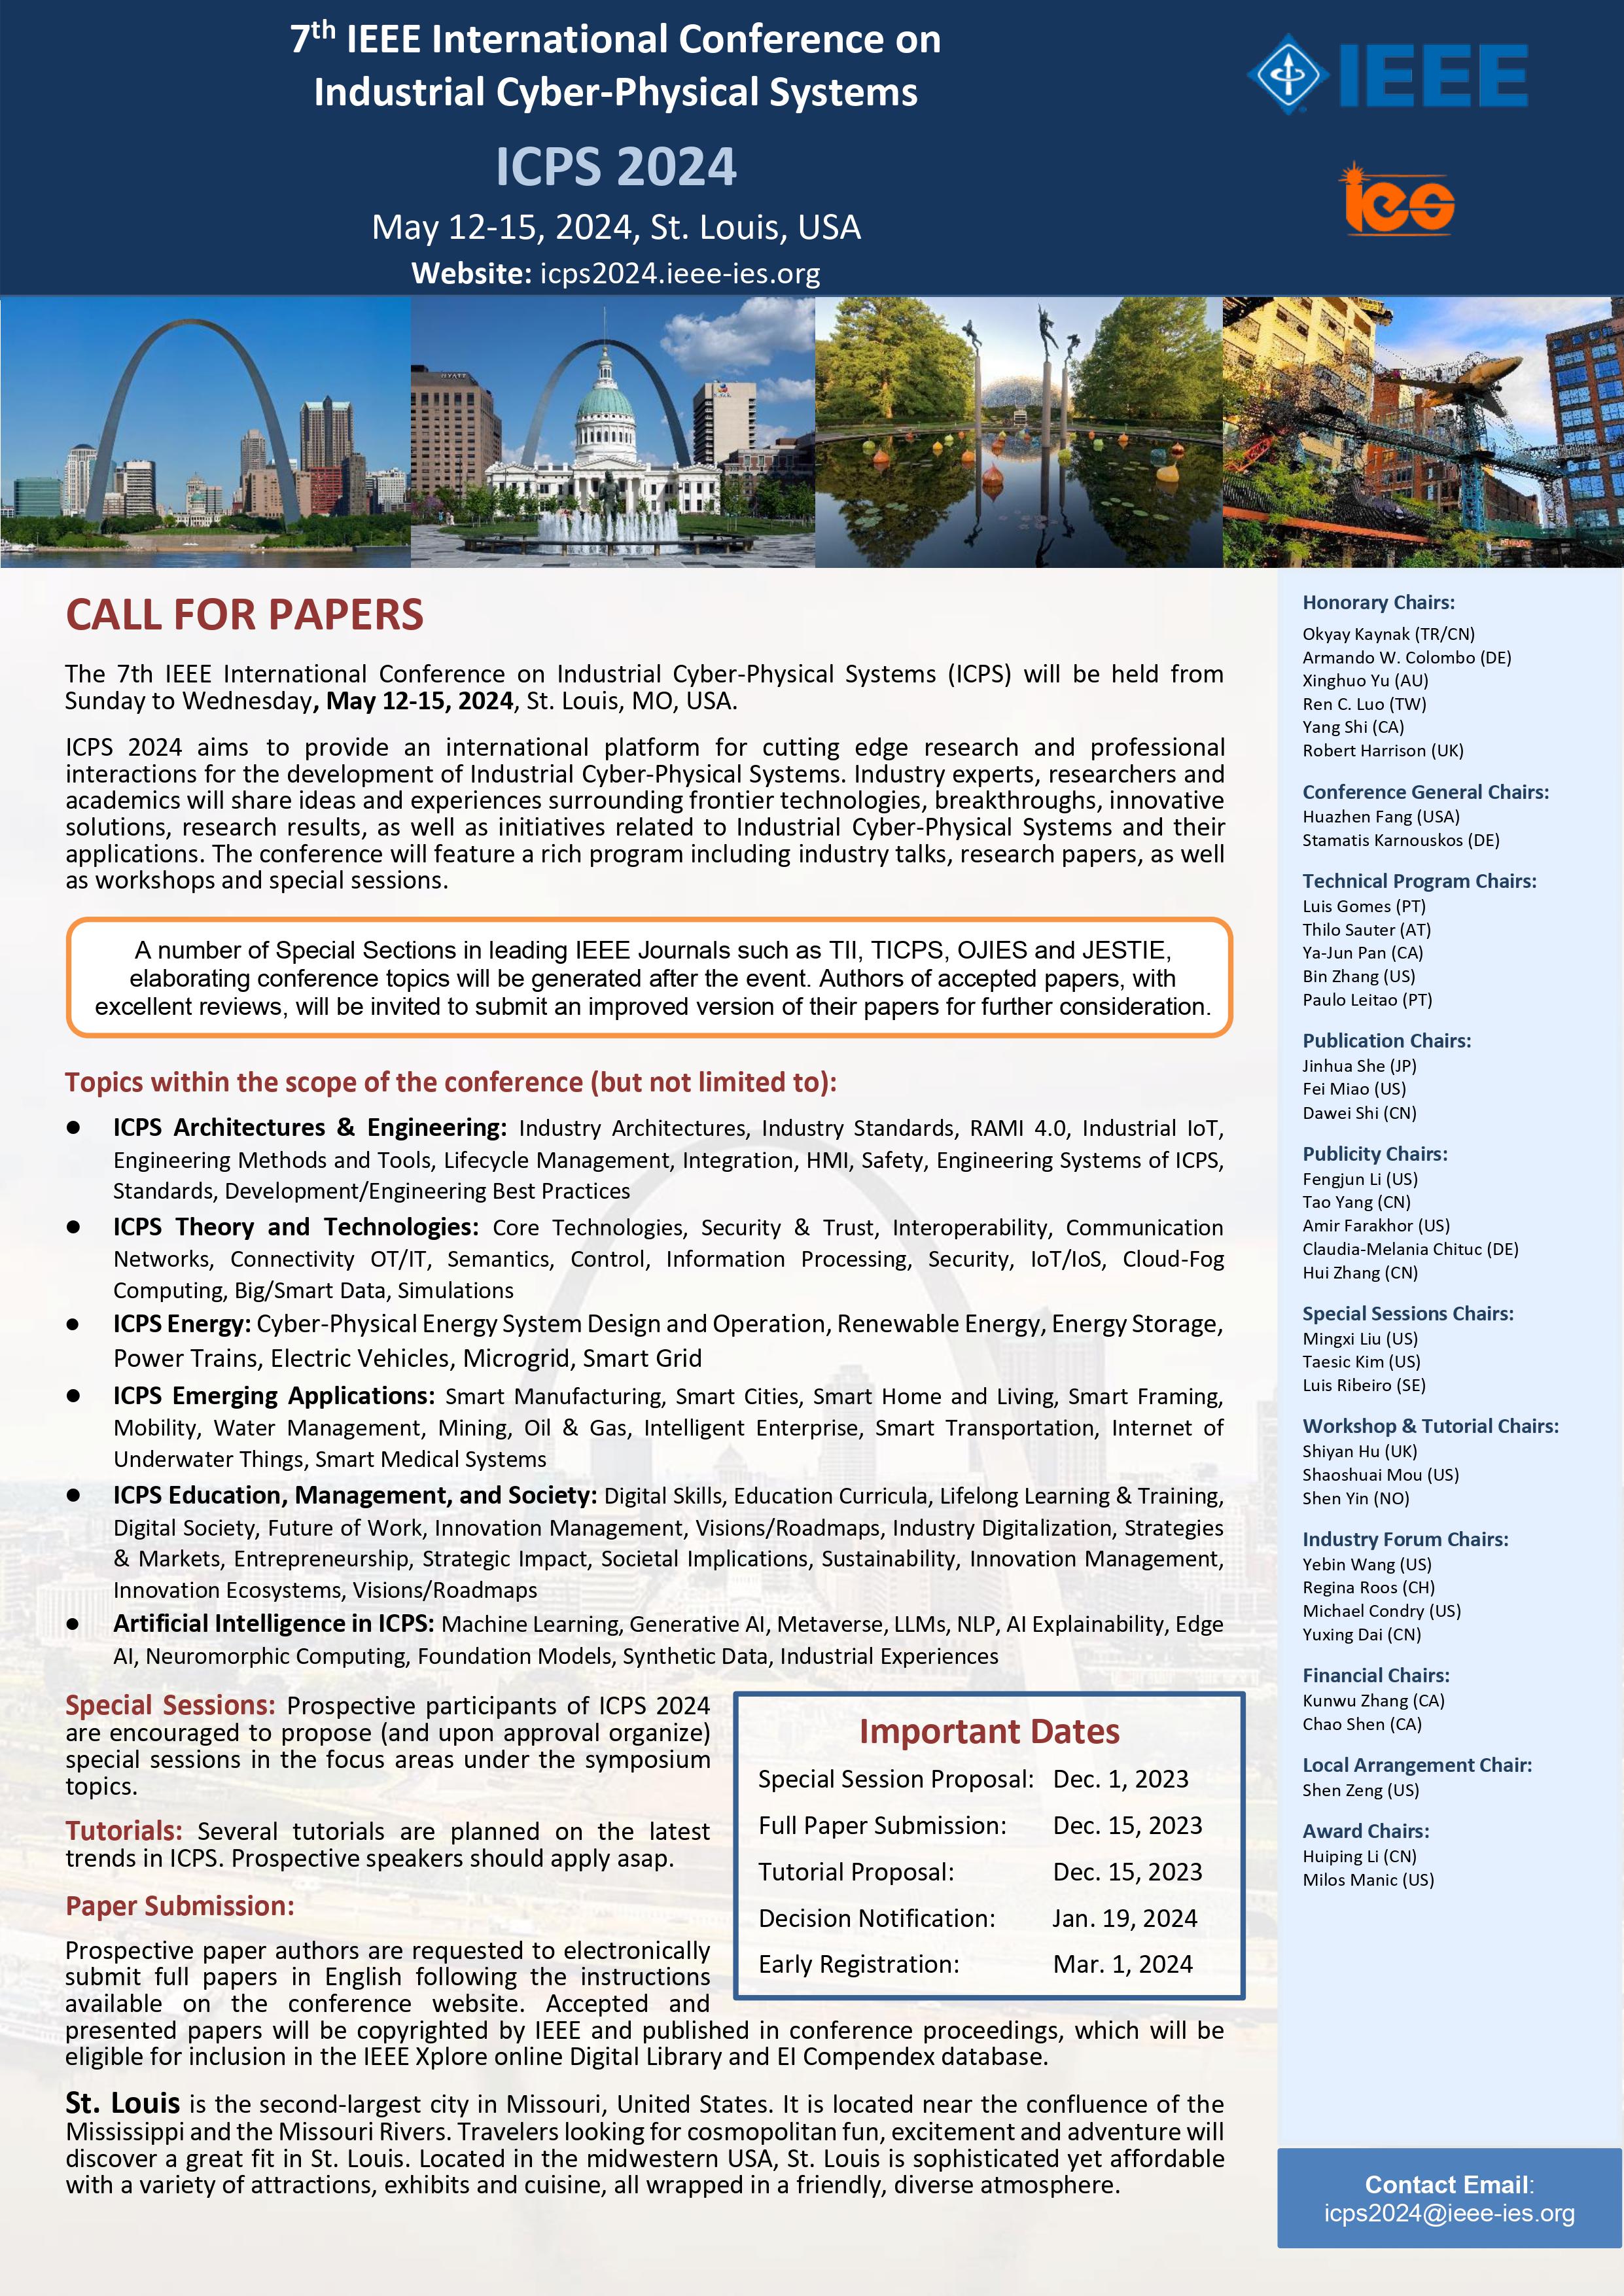 7th IEEE International Conference on
Industrial Cyber-Physical Systems
ICPS 2024
May 12-15, 2024, St. Louis, USA
Website: icps2024.ieee-ies.org
IEEE
ies
HYATT
CALL FOR PAPERS
The 7th IEEE International Conference on Industrial Cyber-Physical Systems (ICPS) will be held from
Sunday to Wednesday, May 12-15, 2024, St. Louis, MO, USA.
ICPS 2024 aims to provide an international platform for cutting edge research and professional
interactions for the development of Industrial Cyber-Physical Systems. Industry experts, researchers and
academics will share ideas and experiences surrounding frontier technologies, breakthroughs, innovative
solutions, research results, as well as initiatives related to Industrial Cyber-Physical Systems and their
applications. The conference will feature a rich program including industry talks, research papers, as well
as workshops and special sessions.
A number of Special Sections in leading IEEE Journals such as TII, TICPS, OJIES and JESTIE,
elaborating conference topics will be generated after the event. Authors of accepted papers, with
excellent reviews, will be invited to submit an improved version of their papers for further consideration.
Topics within the scope of the conference (but not limited to):
● ICPS Architectures & Engineering: Industry Architectures, Industry Standards, RAMI 4.0, Industrial IoT,
Engineering Methods and Tools, Lifecycle Management, Integration, HMI, Safety, Engineering Systems of ICPS,
Standards, Development/Engineering Best Practices
● ICPS Theory and Technologies: Core Technologies, Security & Trust, Interoperability, Communication
Networks, Connectivity OT/IT, Semantics, Control, Information Processing, Security, IoT/IoS, Cloud-Fog
Computing, Big/Smart Data, Simulations
● ICPS Energy: Cyber-Physical Energy System Design and Operation, Renewable Energy, Energy Storage,
Power Trains, Electric Vehicles, Microgrid, Smart Grid
● ICPS Emerging Applications: Smart Manufacturing, Smart Cities, Smart Home and Living, Smart Framing,
Mobility, Water Management, Mining, Oil & Gas, Intelligent Enterprise, Smart Transportation, Internet of
Underwater Things, Smart Medical Systems
● ICPS Education, Management, and Society: Digital Skills, Education Curricula, Lifelong Learning & Training,
Digital Society, Future of Work, Innovation Management, Visions/Roadmaps, Industry Digitalization, Strategies
& Markets, Entrepreneurship, Strategic Impact, Societal Implications, Sustainability, Innovation Management,
Innovation Ecosystems, Visions/Roadmaps
● Artificial Intelligence in ICPS: Machine Learning, Generative AI, Metaverse, LLMs, NLP, AI Explainability, Edge
AI, Neuromorphic Computing, Foundation Models, Synthetic Data, Industrial Experiences
Special Sessions: Prospective participants of ICPS 2024
are encouraged to propose (and upon approval organize)
special sessions in the focus areas under the symposium
topics.
Tutorials: Several tutorials are planned on the latest
trends in ICPS. Prospective speakers should apply asap.
Paper Submission:
Prospective paper authors are requested to electronically
submit full papers in English following the instructions
available on the conference website. Accepted and
presented papers will be copyrighted by IEEE and published in conference proceedings, which will be
eligible for inclusion in the IEEE Xplore online Digital Library and EI Compendex database.
Important Dates
Special Session Proposal: Dec. 1, 2023
Full Paper Submission: Dec. 15, 2023
Tutorial Proposal: Dec. 15, 2023
Decision Notification: Jan. 19, 2024
Early Registration: Mar. 1, 2024
St. Louis is the second-largest city in Missouri, United States. It is located near the confluence of the
Mississippi and the Missouri Rivers. Travelers looking for cosmopolitan fun, excitement and adventure will
discover a great fit in St. Louis. Located in the midwestern USA, St. Louis is sophisticated yet affordable
with a variety of attractions, exhibits and cuisine, all wrapped in a friendly, diverse atmosphere.
Honorary Chairs:
Okyay Kaynak (TR/CN)
Armando W. Colombo (DE)
Xinghuo Yu (AU)
Ren C. Luo (TW)
Yang Shi (CA)
Robert Harrison (UK)
Conference General Chairs:
Huazhen Fang (USA)
Stamatis Karnouskos (DE)
Technical Program Chairs:
Luis Gomes (PT)
Thilo Sauter (AT)
Ya-Jun Pan (CA)
Bin Zhang (US)
Paulo Leitao (PT)
Publication Chairs:
Jinhua She (JP)
Fei Miao (US)
Dawei Shi (CN)
Publicity Chairs:
Fengjun Li (US)
Tao Yang (CN)
Amir Farakhor (US)
Claudia-Melania Chituc (DE)
Hui Zhang (CN)
Special Sessions Chairs:
Mingxi Liu (US)
Taesic Kim (US)
Luis Ribeiro (SE)
Workshop & Tutorial Chairs:
Shiyan Hu (UK)
Shaoshuai Mou (US)
Shen Yin (NO)
Industry Forum Chairs:
Yebin Wang (US)
Regina Roos (CH)
Michael Condry (US)
Yuxing Dai (CN)
Financial Chairs:
Kunwu Zhang (CA)
Chao Shen (CA)
Local Arrangement Chair:
Shen Zeng (US)
Award Chairs:
Huiping Li (CN)
Milos Manic (US)
Contact Email:
icps2024@ieee-ies.org